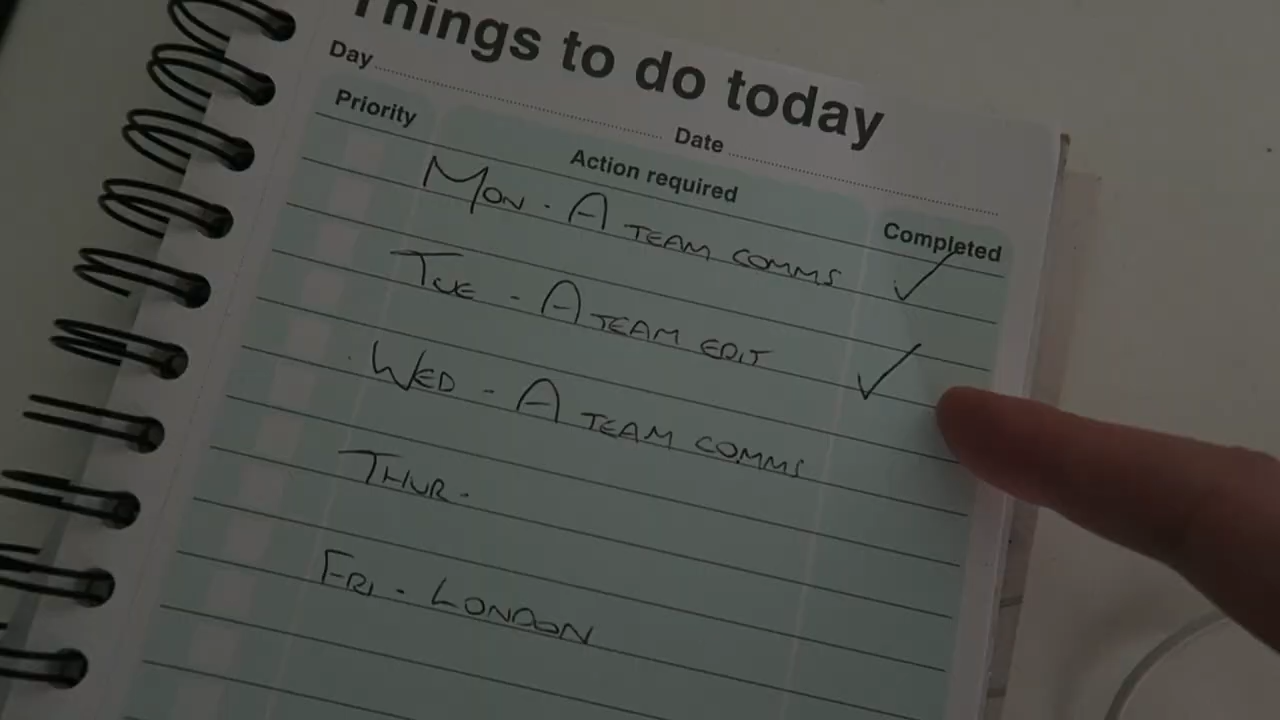 Things to do today
Day
Date
Priority
Action required
Completed
MON - A TEAM COMMS ✓
TUE - A TEAM EDIT ✓
WED - A TEAM COMMS
THUR -
FRI - LONDON